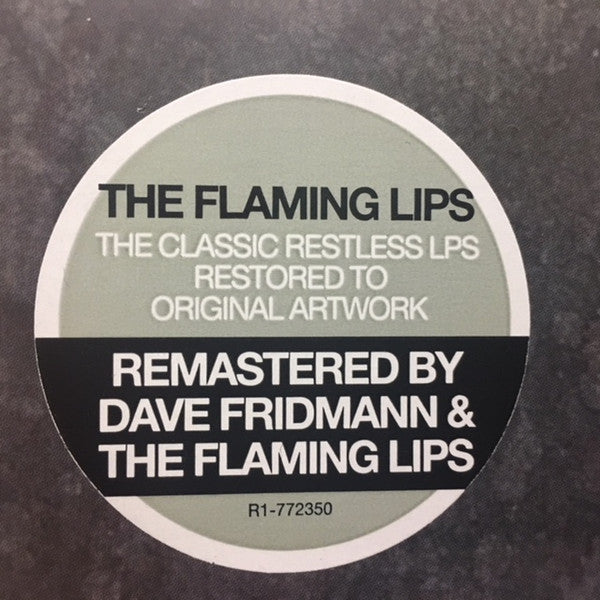 THE FLAMING LIPS
THE CLASSIC RESTLESS LPS
RESTORED TO
ORIGINAL ARTWORK
REMASTERED BY
DAVE FRIDMANN &
THE FLAMING LIPS
R1-772350